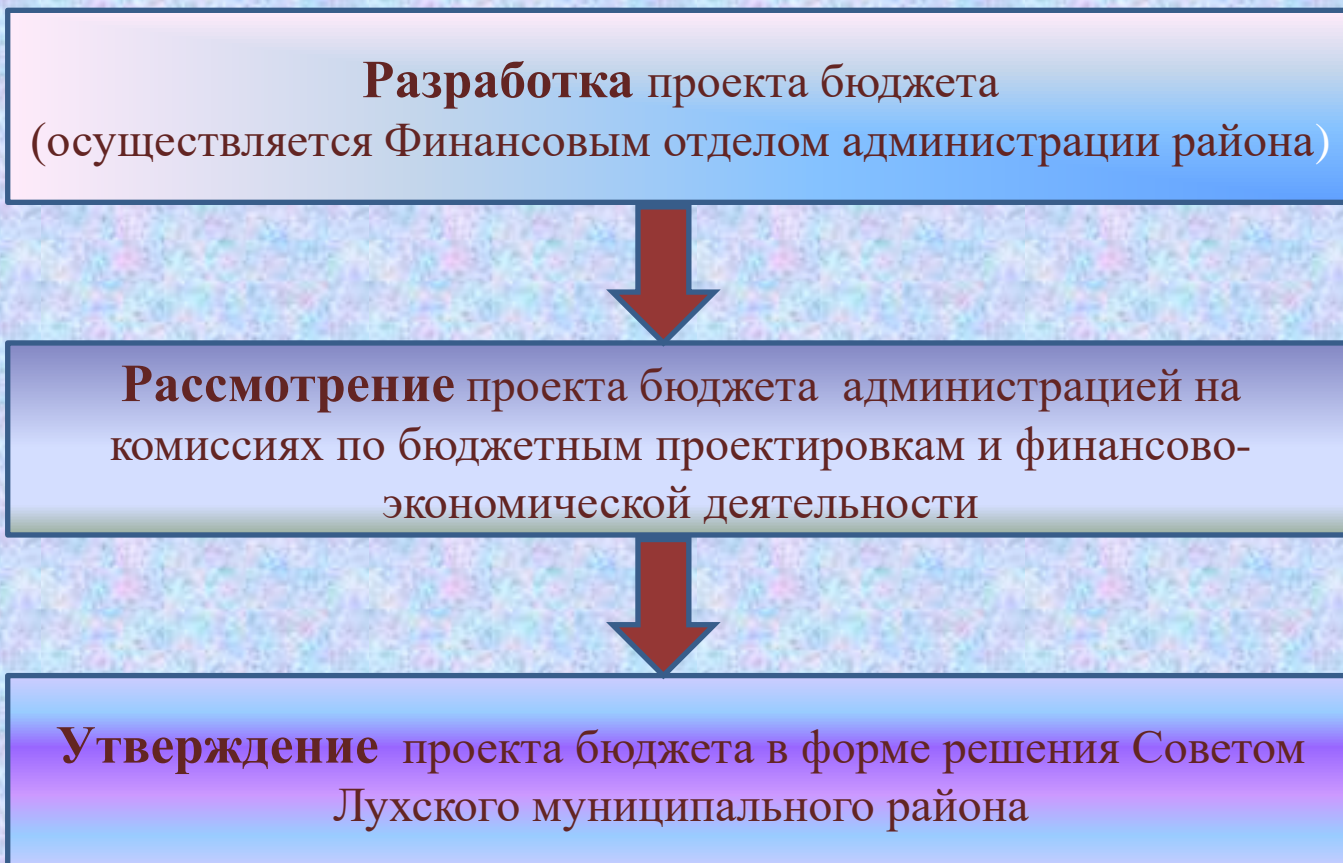 Разработка проекта бюджета
(осуществляется Финансовым отделом администрации района)
Рассмотрение проекта бюджета администрацией на
комиссиях по бюджетным проектировкам и финансово-
экономической деятельности
Утверждение проекта бюджета в форме решения Советом
Лухского муниципального района